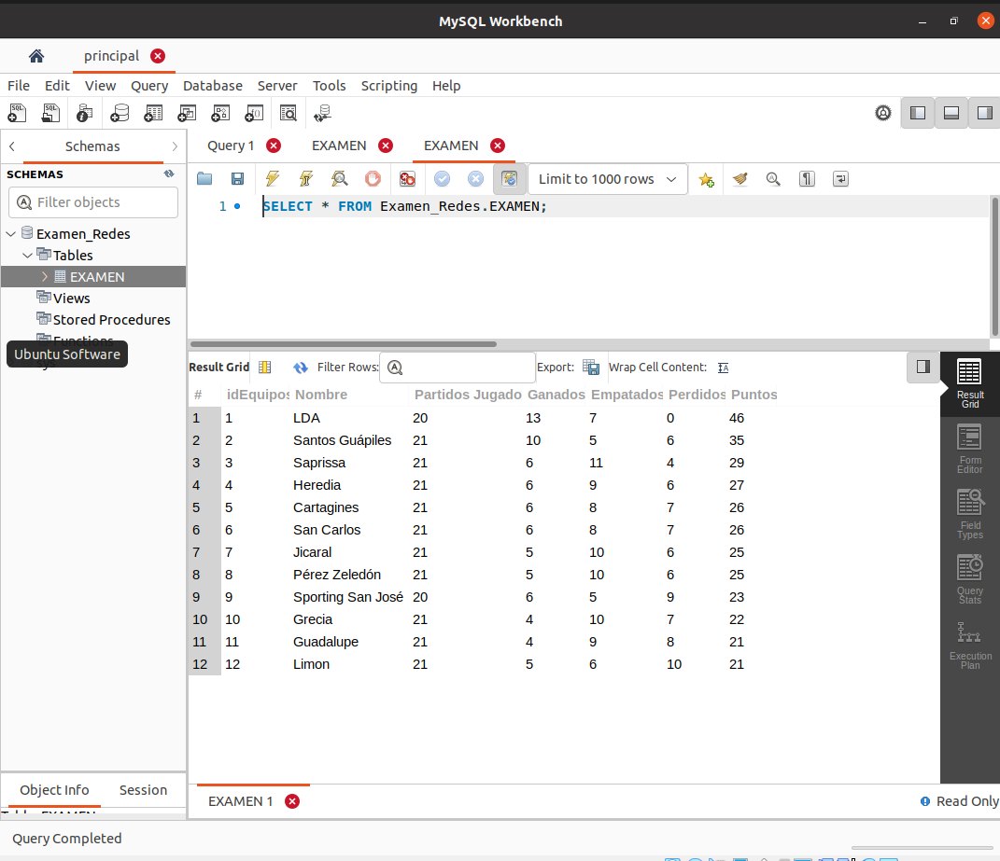 MySQL Workbench
principal
File Edit View Query Database Server Tools Scripting Help
Schemas
Query 1 EXAMEN EXAMEN
SCHEMAS
Limit to 1000 rows
Filter objects
1 SELECT * FROM Examen_Redes.EXAMEN;
Examen_Redes
Tables
EXAMEN
Views
Stored Procedures
Functions
Ubuntu Software
sys
Result Grid Filter Rows: Export: Wrap Cell Content:
# idEquipos Nombre Partidos Jugado Ganados Empatados Perdidos Puntos
1 1 LDA 20 13 7 0 46
2 2 Santos Guápiles 21 10 5 6 35
3 3 Saprissa 21 6 11 4 29
4 4 Heredia 21 6 9 6 27
5 5 Cartagines 21 6 8 7 26
6 6 San Carlos 21 6 8 7 26
7 7 Jicaral 21 5 10 6 25
8 8 Pérez Zeledón 21 5 10 6 25
9 9 Sporting San José 20 6 5 9 23
10 10 Grecia 21 4 10 7 22
11 11 Guadalupe 21 4 9 8 21
12 12 Limon 21 5 6 10 21
Result
Grid
Form
Editor
Field
Types
Query
Stats
Execution
Plan
Object Info Session
EXAMEN 1 Read Only
Query Completed